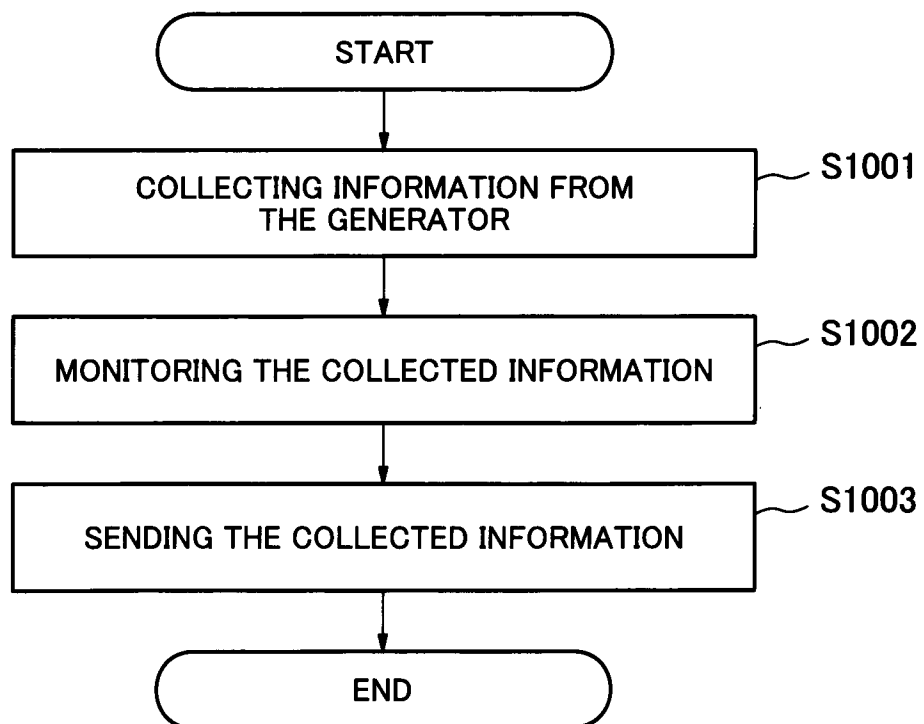 START
COLLECTING INFORMATION FROM
THE GENERATOR
S1001
MONITORING THE COLLECTED INFORMATION
S1002
SENDING THE COLLECTED INFORMATION
S1003
END